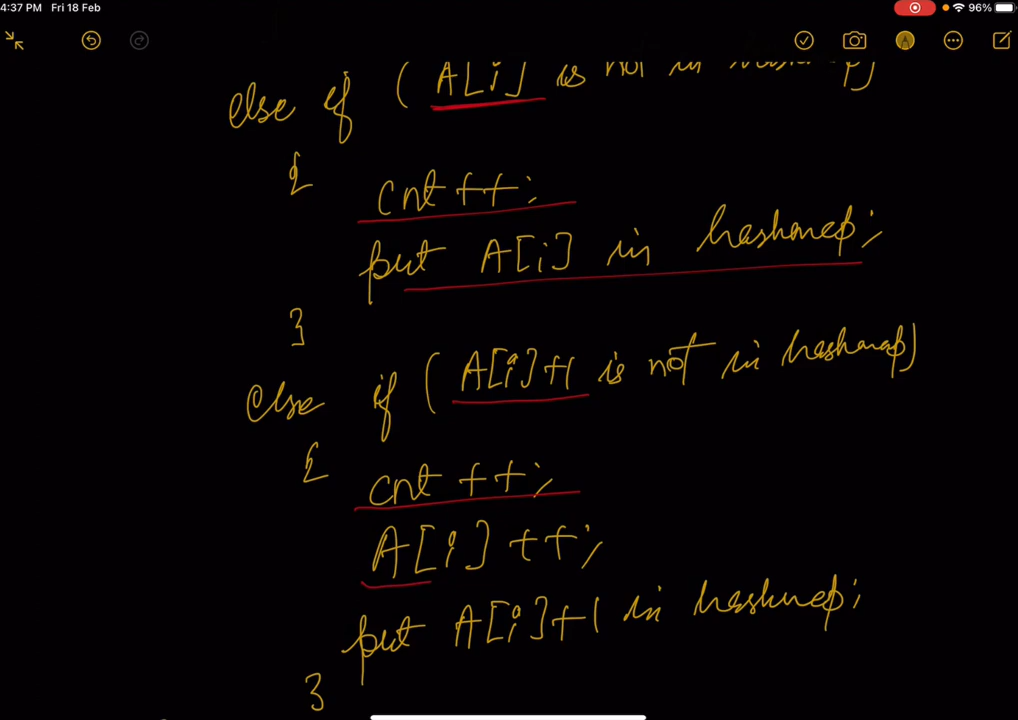 4:37 PM Fri 18 Feb
96%
else if ( A[i] is not in hashmap)
{
cnt ++;
put A[i] in hashmap;
}
else if ( A[i]+1 is not in hashmap)
{
cnt ++;
A[i] ++;
put A[i]+1 in hashmap;
}